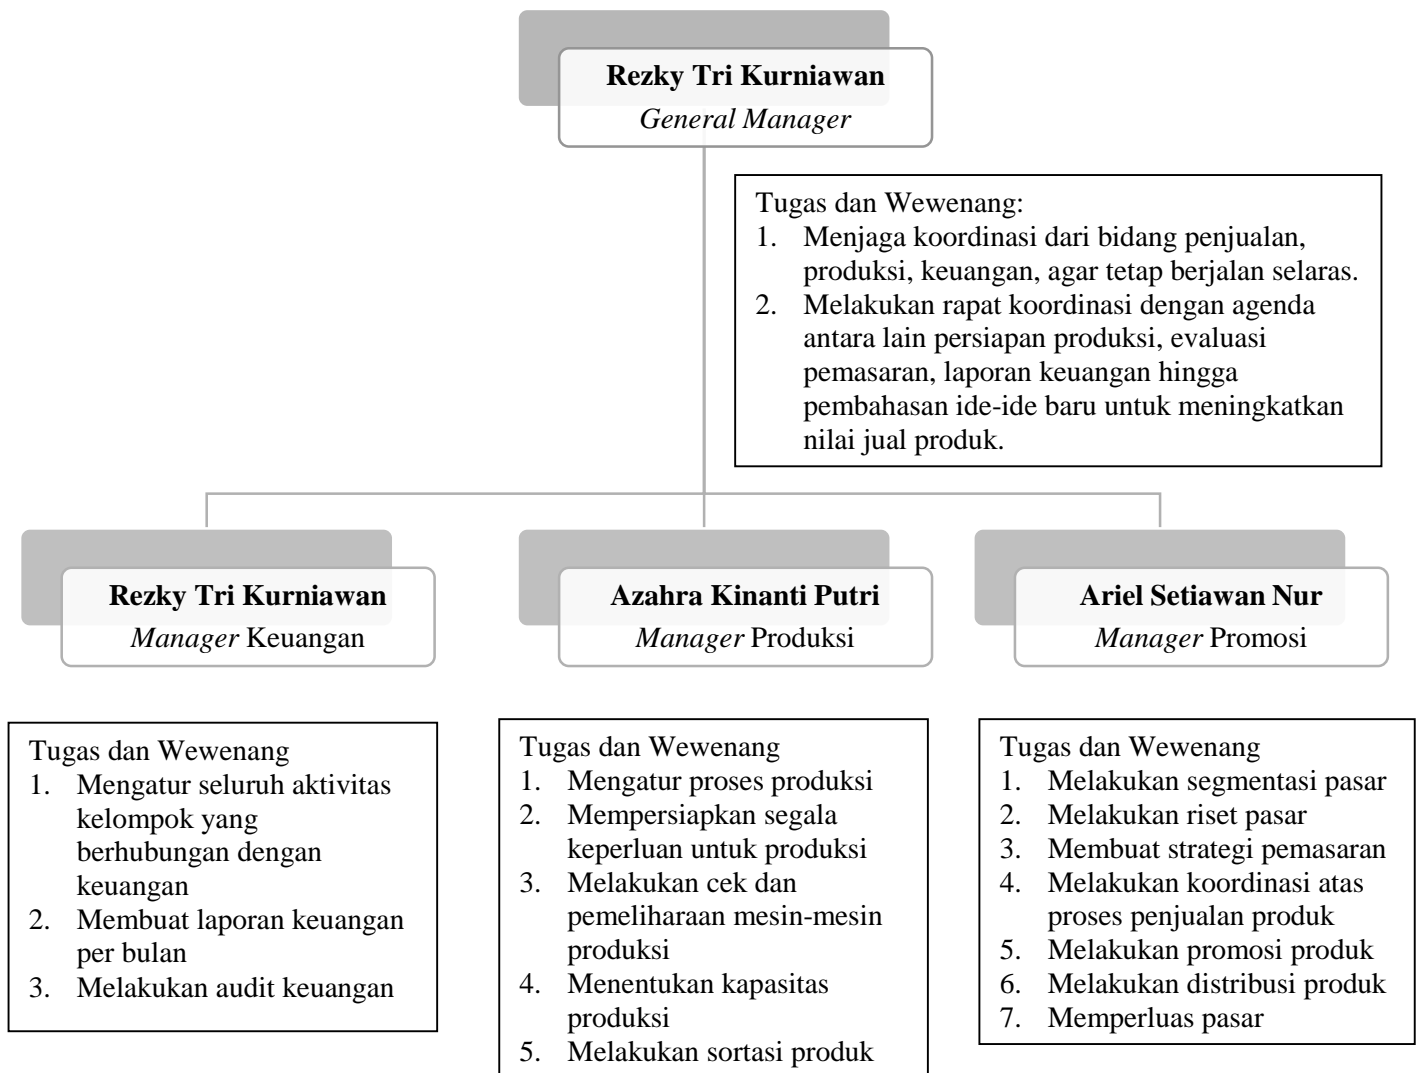 Rezky Tri Kurniawan
General Manager
Tugas dan Wewenang:
1. Menjaga koordinasi dari bidang penjualan,
produksi, keuangan, agar tetap berjalan selaras.
2. Melakukan rapat koordinasi dengan agenda
antara lain persiapan produksi, evaluasi
pemasaran, laporan keuangan hingga
pembahasan ide-ide baru untuk meningkatkan
nilai jual produk.
Rezky Tri Kurniawan
Manager Keuangan
Azahra Kinanti Putri
Manager Produksi
Ariel Setiawan Nur
Manager Promosi
Tugas dan Wewenang
1. Mengatur seluruh aktivitas
kelompok yang
berhubungan dengan
keuangan
2. Membuat laporan keuangan
per bulan
3. Melakukan audit keuangan
Tugas dan Wewenang
1. Mengatur proses produksi
2. Mempersiapkan segala
keperluan untuk produksi
3. Melakukan cek dan
pemeliharaan mesin-mesin
produksi
4. Menentukan kapasitas
produksi
5. Melakukan sortasi produk
Tugas dan Wewenang
1. Melakukan segmentasi pasar
2. Melakukan riset pasar
3. Membuat strategi pemasaran
4. Melakukan koordinasi atas
proses penjualan produk
5. Melakukan promosi produk
6. Melakukan distribusi produk
7. Memperluas pasar